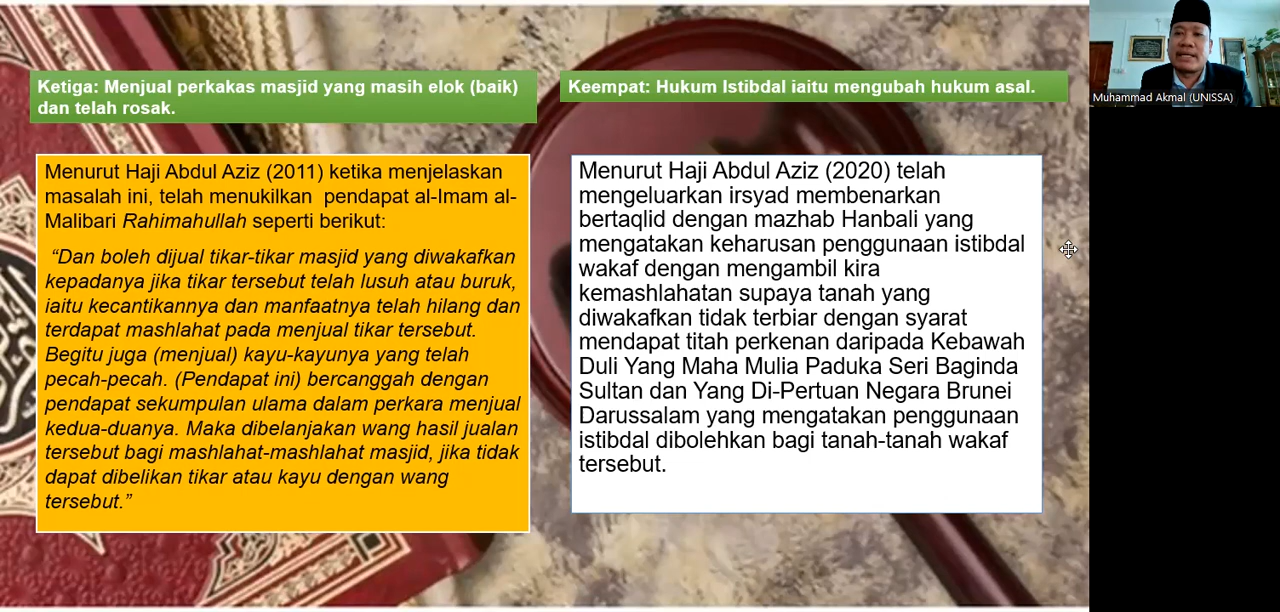 Ketiga: Menjual perkakas masjid yang masih elok (baik)
dan telah rosak.
Menurut Haji Abdul Aziz (2011) ketika menjelaskan
masalah ini, telah menukilkan pendapat al-Imam al-
Malibari Rahimahullah seperti berikut:
“Dan boleh dijual tikar-tikar masjid yang diwakafkan
kepadanya jika tikar tersebut telah lusuh atau buruk,
iaitu kecantikannya dan manfaatnya telah hilang dan
terdapat mashlahat pada menjual tikar tersebut.
Begitu juga (menjual) kayu-kayunya yang telah
pecah-pecah. (Pendapat ini) bercanggah dengan
pendapat sekumpulan ulama dalam perkara menjual
kedua-duanya. Maka dibelanjakan wang hasil jualan
tersebut bagi mashlahat-mashlahat masjid, jika tidak
dapat dibelikan tikar atau kayu dengan wang
tersebut.”
Keempat: Hukum Istibdal iaitu mengubah hukum asal.
Menurut Haji Abdul Aziz (2020) telah
mengeluarkan irsyad membenarkan
bertaqlid dengan mazhab Hanbali yang
mengatakan keharusan penggunaan istibdal
wakaf dengan mengambil kira
kemashlahatan supaya tanah yang
diwakafkan tidak terbiar dengan syarat
mendapat titah perkenan daripada Kebawah
Duli Yang Maha Mulia Paduka Seri Baginda
Sultan dan Yang Di-Pertuan Negara Brunei
Darussalam yang mengatakan penggunaan
istibdal dibolehkan bagi tanah-tanah wakaf
tersebut.
Muhammad Akmal (UNISSA)